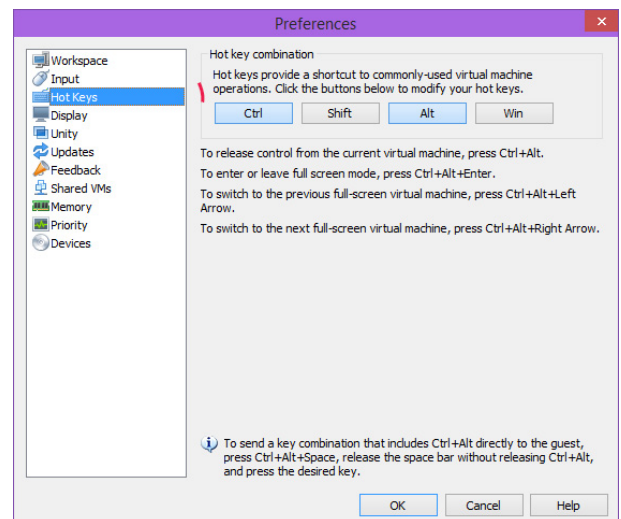 Preferences
Workspace
Input
Hot Keys
Display
Unity
Updates
Feedback
Shared VMs
Memory
Priority
Devices
Hot key combination
Hot keys provide a shortcut to commonly-used virtual machine
operations. Click the buttons below to modify your hot keys.
Ctrl Shift Alt Win
To release control from the current virtual machine, press Ctrl+Alt.
To enter or leave full screen mode, press Ctrl+Alt+Enter.
To switch to the previous full-screen virtual machine, press Ctrl+Alt+Left
Arrow.
To switch to the next full-screen virtual machine, press Ctrl+Alt+Right Arrow.
To send a key combination that includes Ctrl+Alt directly to the guest,
press Ctrl+Alt+Space, release the space bar without releasing Ctrl+Alt,
and press the desired key.
OK Cancel Help